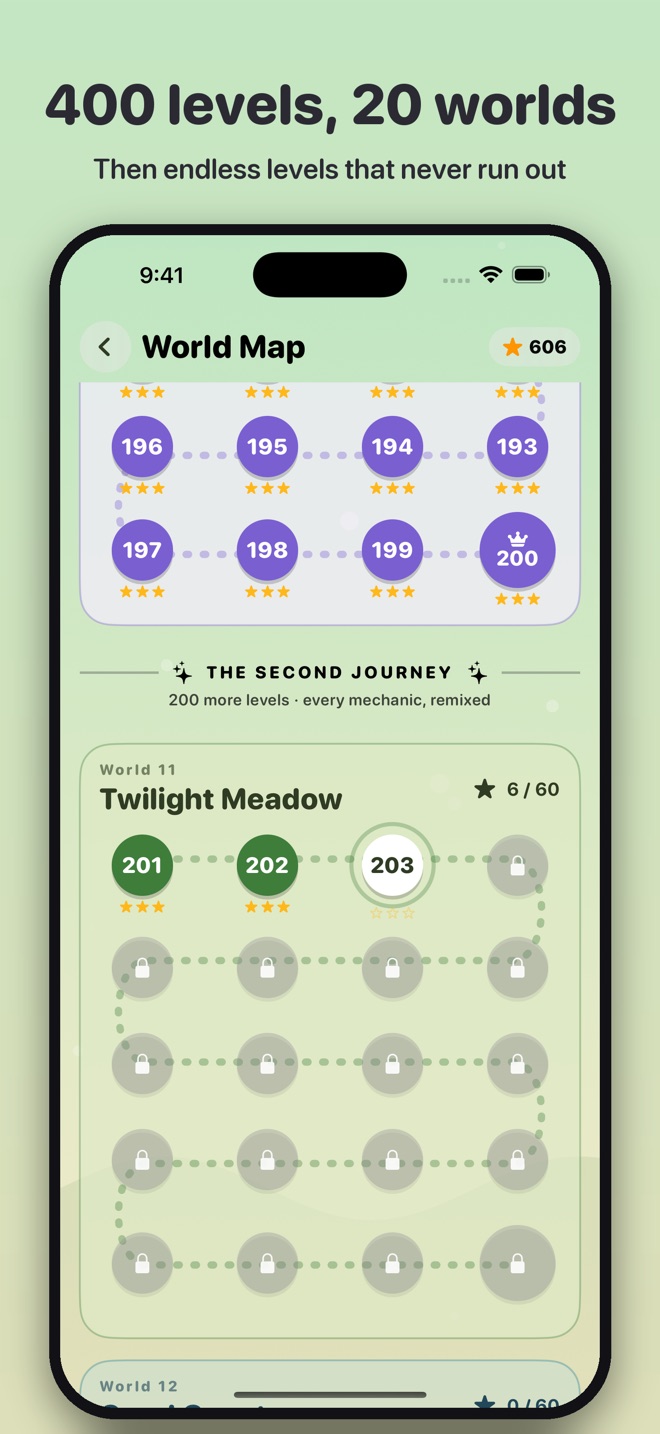 400 levels, 20 worlds
Then endless levels that never run out
9:41
World Map
606
196 195 194 193
197 198 199 200
THE SECOND JOURNEY
200 more levels · every mechanic, remixed
World 11
Twilight Meadow
6 / 60
201 202 203
World 12
0 / 60